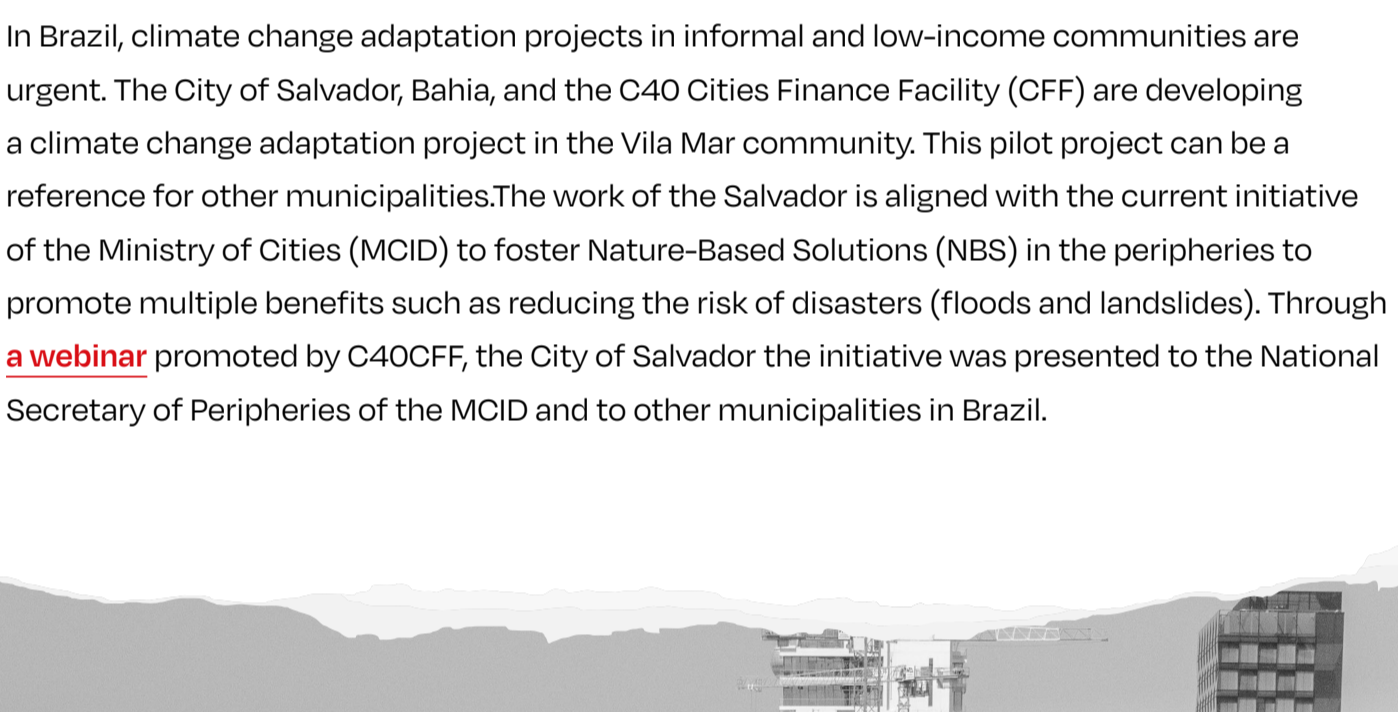 In Brazil, climate change adaptation projects in informal and low-income communities are
urgent. The City of Salvador, Bahia, and the C40 Cities Finance Facility (CFF) are developing
a climate change adaptation project in the Vila Mar community. This pilot project can be a
reference for other municipalities.The work of the Salvador is aligned with the current initiative
of the Ministry of Cities (MCID) to foster Nature-Based Solutions (NBS) in the peripheries to
promote multiple benefits such as reducing the risk of disasters (floods and landslides). Through
a webinar promoted by C40CFF, the City of Salvador the initiative was presented to the National
Secretary of Peripheries of the MCID and to other municipalities in Brazil.